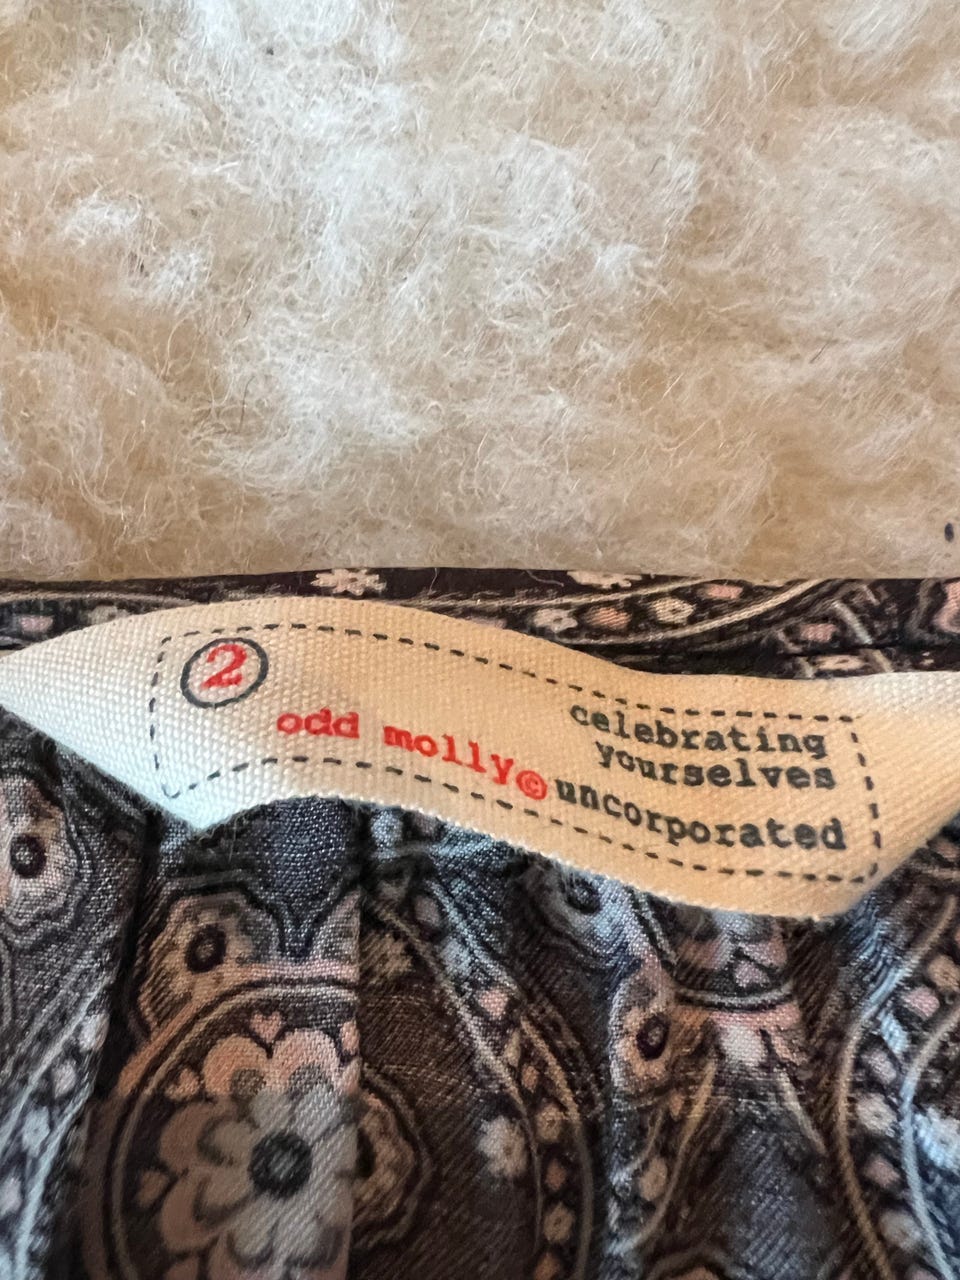 2
celebrating
yourselves
odd molly© uncorporated